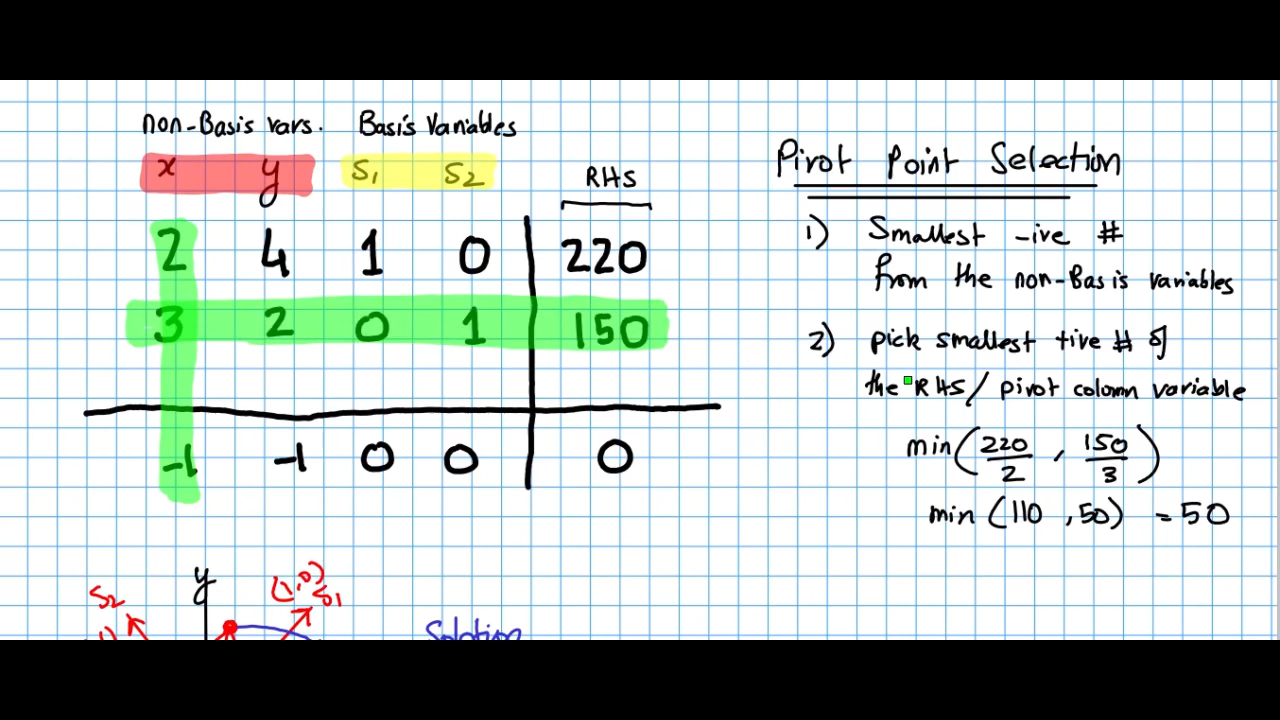 non-Basis vars. Basis Variables
x y S₁ S₂ RHS
2 4 1 0 220
3 2 0 1 150
-1 -1 0 0 0
Pivot Point Selection
1) Smallest -ive #
from the non-Basis variables
2) pick smallest +ive # of
the RHS/ pivot column variable
min(220/2 , 150/3)
min (110 , 50) = 50
y
S₂
(1,0)
S₁
Solution